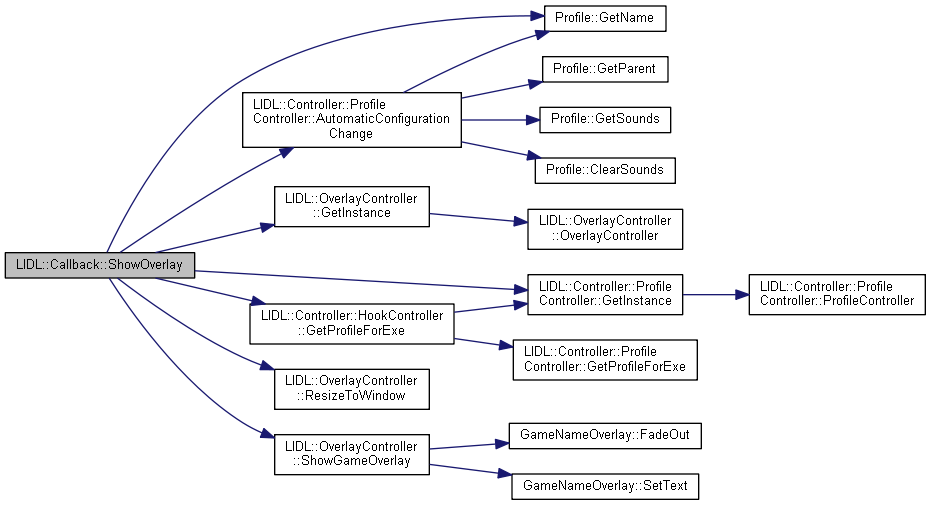 Profile::GetName
Profile::GetParent
LIDL::Controller::Profile
Controller::AutomaticConfiguration
Change
Profile::GetSounds
Profile::ClearSounds
LIDL::OverlayController
::GetInstance
LIDL::OverlayController
::OverlayController
LIDL::Callback::ShowOverlay
LIDL::Controller::Profile
Controller::GetInstance
LIDL::Controller::Profile
Controller::ProfileController
LIDL::Controller::HookController
::GetProfileForExe
LIDL::Controller::Profile
Controller::GetProfileForExe
LIDL::OverlayController
::ResizeToWindow
LIDL::OverlayController
::ShowGameOverlay
GameNameOverlay::FadeOut
GameNameOverlay::SetText